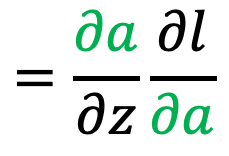 = ∂a/∂z ∂l/∂a